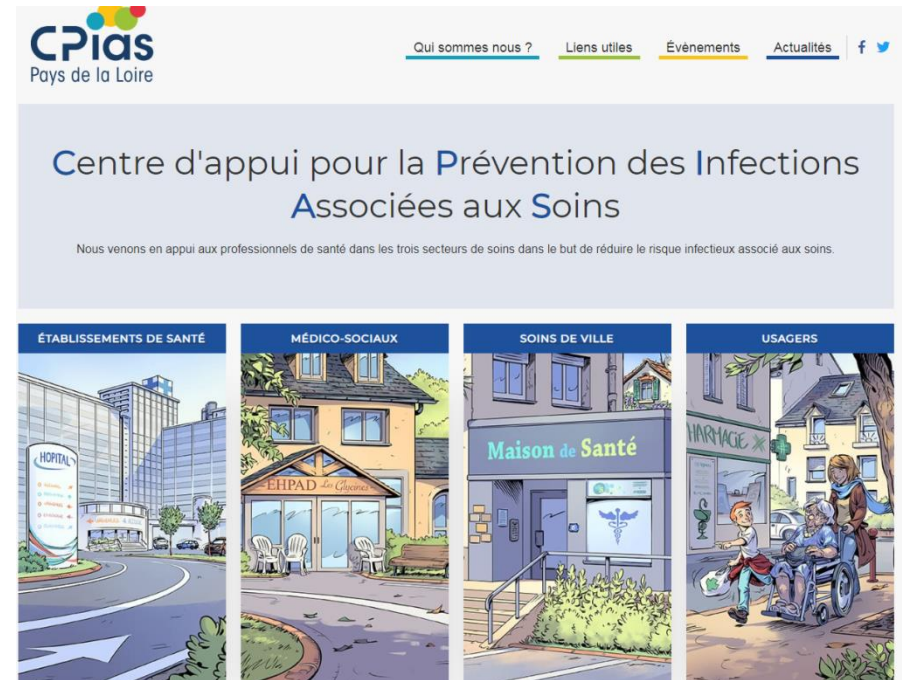 CPias
Pays de la Loire
Qui sommes nous ?
Liens utiles
Évènements
Actualités
Centre d'appui pour la Prévention des Infections
Associées aux Soins
Nous venons en appui aux professionnels de santé dans les trois secteurs de soins dans le but de réduire le risque infectieux associé aux soins.
ÉTABLISSEMENTS DE SANTÉ
MÉDICO-SOCIAUX
SOINS DE VILLE
USAGERS
HOPITAL
EHPAD Les Glycines
Maison de Santé
HARMACIE